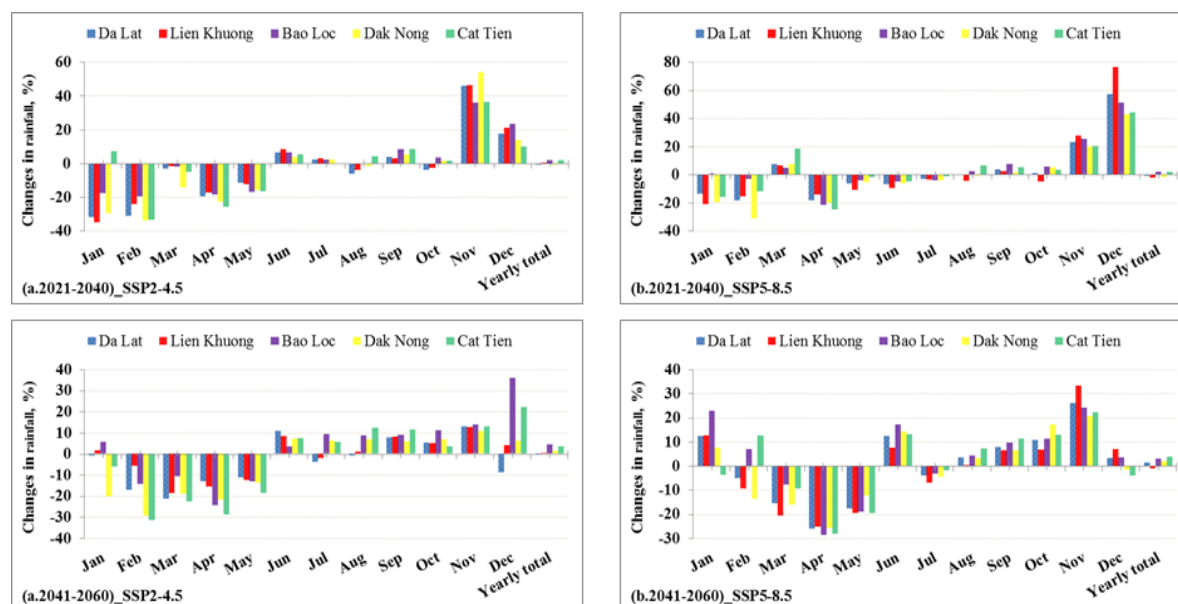 Da Lat Lien Khuong Bao Loc Dak Nong Cat Tien
Changes in rainfall, %)
60
40
20
0
-20
-40
Jan Feb Mar Apr May Jun Jul Aug Sep Oct Nov Dec Yearly total
(a.2021-2040)_SSP2-4.5
Da Lat Lien Khuong Bao Loc Dak Nong Cat Tien
Changes in rainfall, %)
80
60
40
20
0
-20
-40
Jan Feb Mar Apr May Jun Jul Aug Sep Oct Nov Dec Yearly total
(b.2021-2040)_SSP5-8.5
Da Lat Lien Khuong Bao Loc Dak Nong Cat Tien
Changes in rainfall, %)
40
30
20
10
0
-10
-20
-30
-40
Jan Feb Mar Apr May Jun Jul Aug Sep Oct Nov Dec Yearly total
(a.2041-2060)_SSP2-4.5
Da Lat Lien Khuong Bao Loc Dak Nong Cat Tien
Changes in rainfall, %)
40
30
20
10
0
-10
-20
-30
Jan Feb Mar Apr May Jun Jul Aug Sep Oct Nov Dec Yearly total
(b.2041-2060)_SSP5-8.5